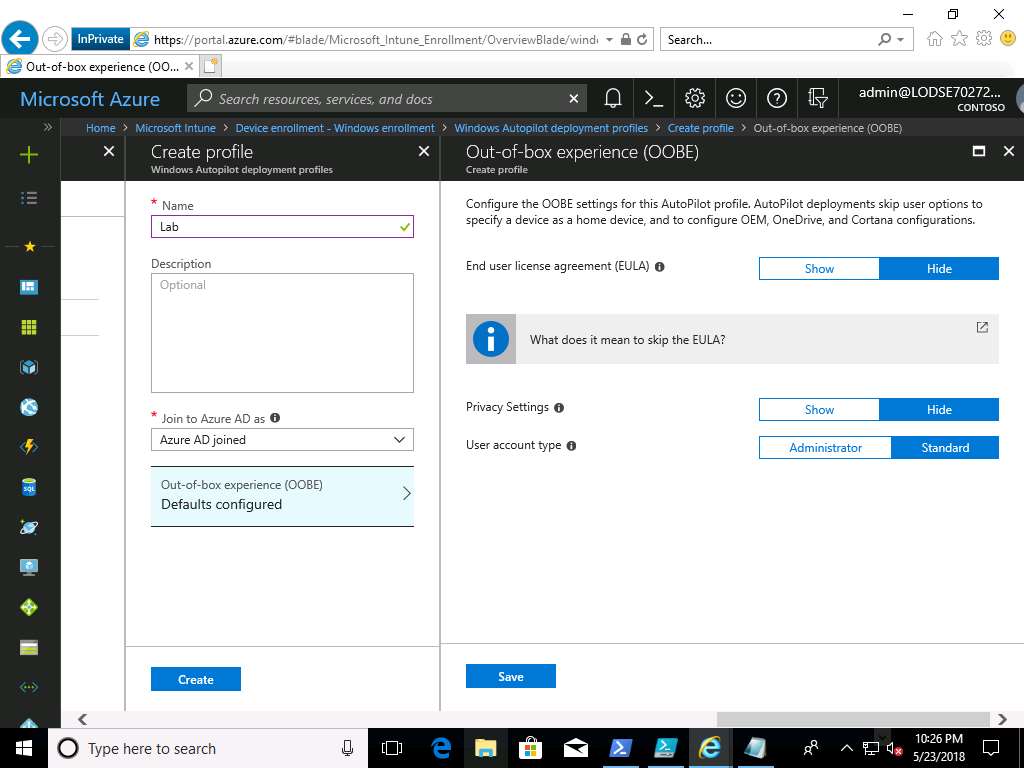 InPrivate
https://portal.azure.com/#blade/Microsoft_Intune_Enrollment/OverviewBlade/wind
Search...
Out-of-box experience (OO...
Microsoft Azure
Search resources, services, and docs
admin@LODSE70272...
CONTOSO
Home > Microsoft Intune > Device enrollment - Windows enrollment > Windows Autopilot deployment profiles > Create profile > Out-of-box experience (OOBE)
Create profile
Windows Autopilot deployment profiles
* Name
Lab
Description
Optional
* Join to Azure AD as
Azure AD joined
Out-of-box experience (OOBE)
Defaults configured
Create
Out-of-box experience (OOBE)
Create profile
Configure the OOBE settings for this AutoPilot profile. AutoPilot deployments skip user options to
specify a device as a home device, and to configure OEM, OneDrive, and Cortana configurations.
End user license agreement (EULA)
Show Hide
What does it mean to skip the EULA?
Privacy Settings
Show Hide
User account type
Administrator Standard
Save
SQL
Type here to search
10:26 PM
5/23/2018